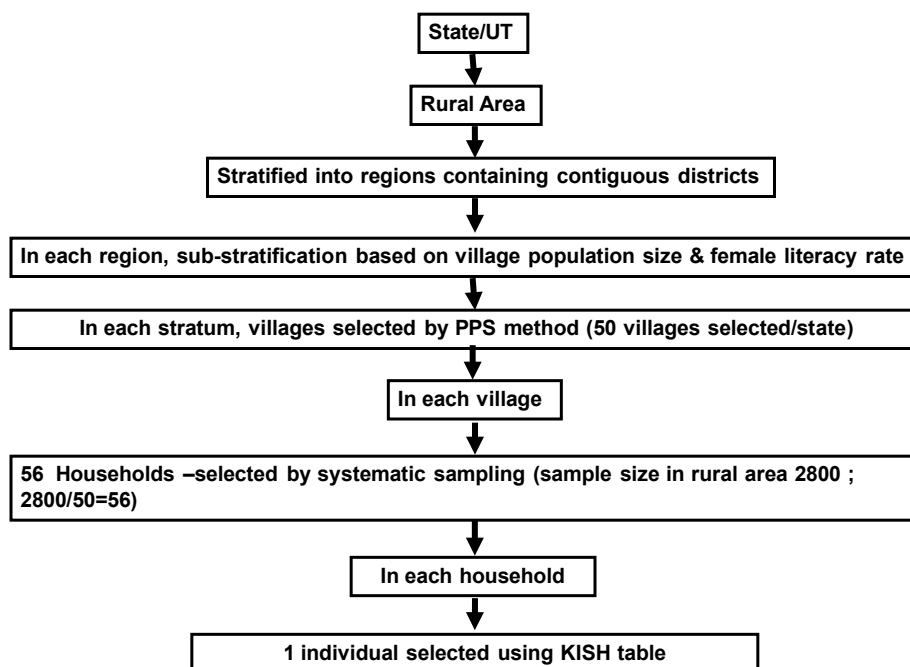 State/UT
Rural Area
Stratified into regions containing contiguous districts
In each region, sub-stratification based on village population size & female literacy rate
In each stratum, villages selected by PPS method (50 villages selected/state)
In each village
56 Households –selected by systematic sampling (sample size in rural area 2800 ;
2800/50=56)
In each household
1 individual selected using KISH table